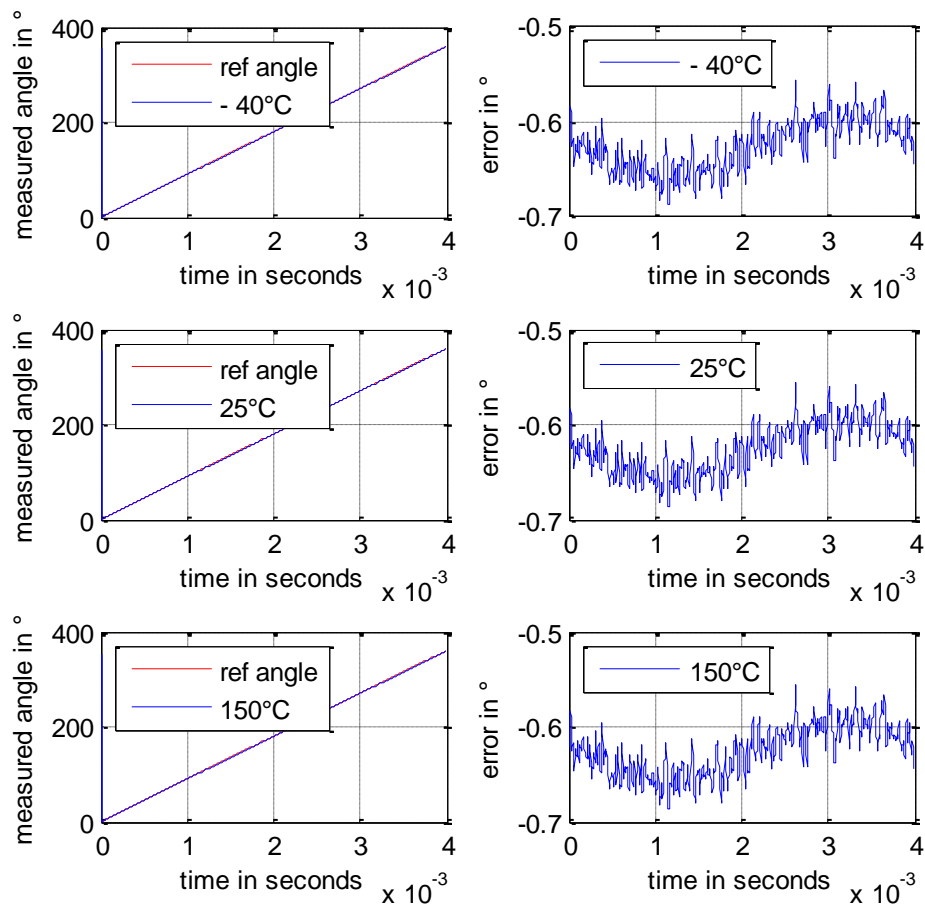 measured angle in °
400
200
0
ref angle
- 40°C
0 1 2 3 4
time in seconds
x 10-3
error in °
-0.5
-0.6
-0.7
- 40°C
0 1 2 3 4
time in seconds
x 10-3
measured angle in °
400
200
0
ref angle
25°C
0 1 2 3 4
time in seconds
x 10-3
error in °
-0.5
-0.6
-0.7
25°C
0 1 2 3 4
time in seconds
x 10-3
measured angle in °
400
200
0
ref angle
150°C
0 1 2 3 4
time in seconds
x 10-3
error in °
-0.5
-0.6
-0.7
150°C
0 1 2 3 4
time in seconds
x 10-3